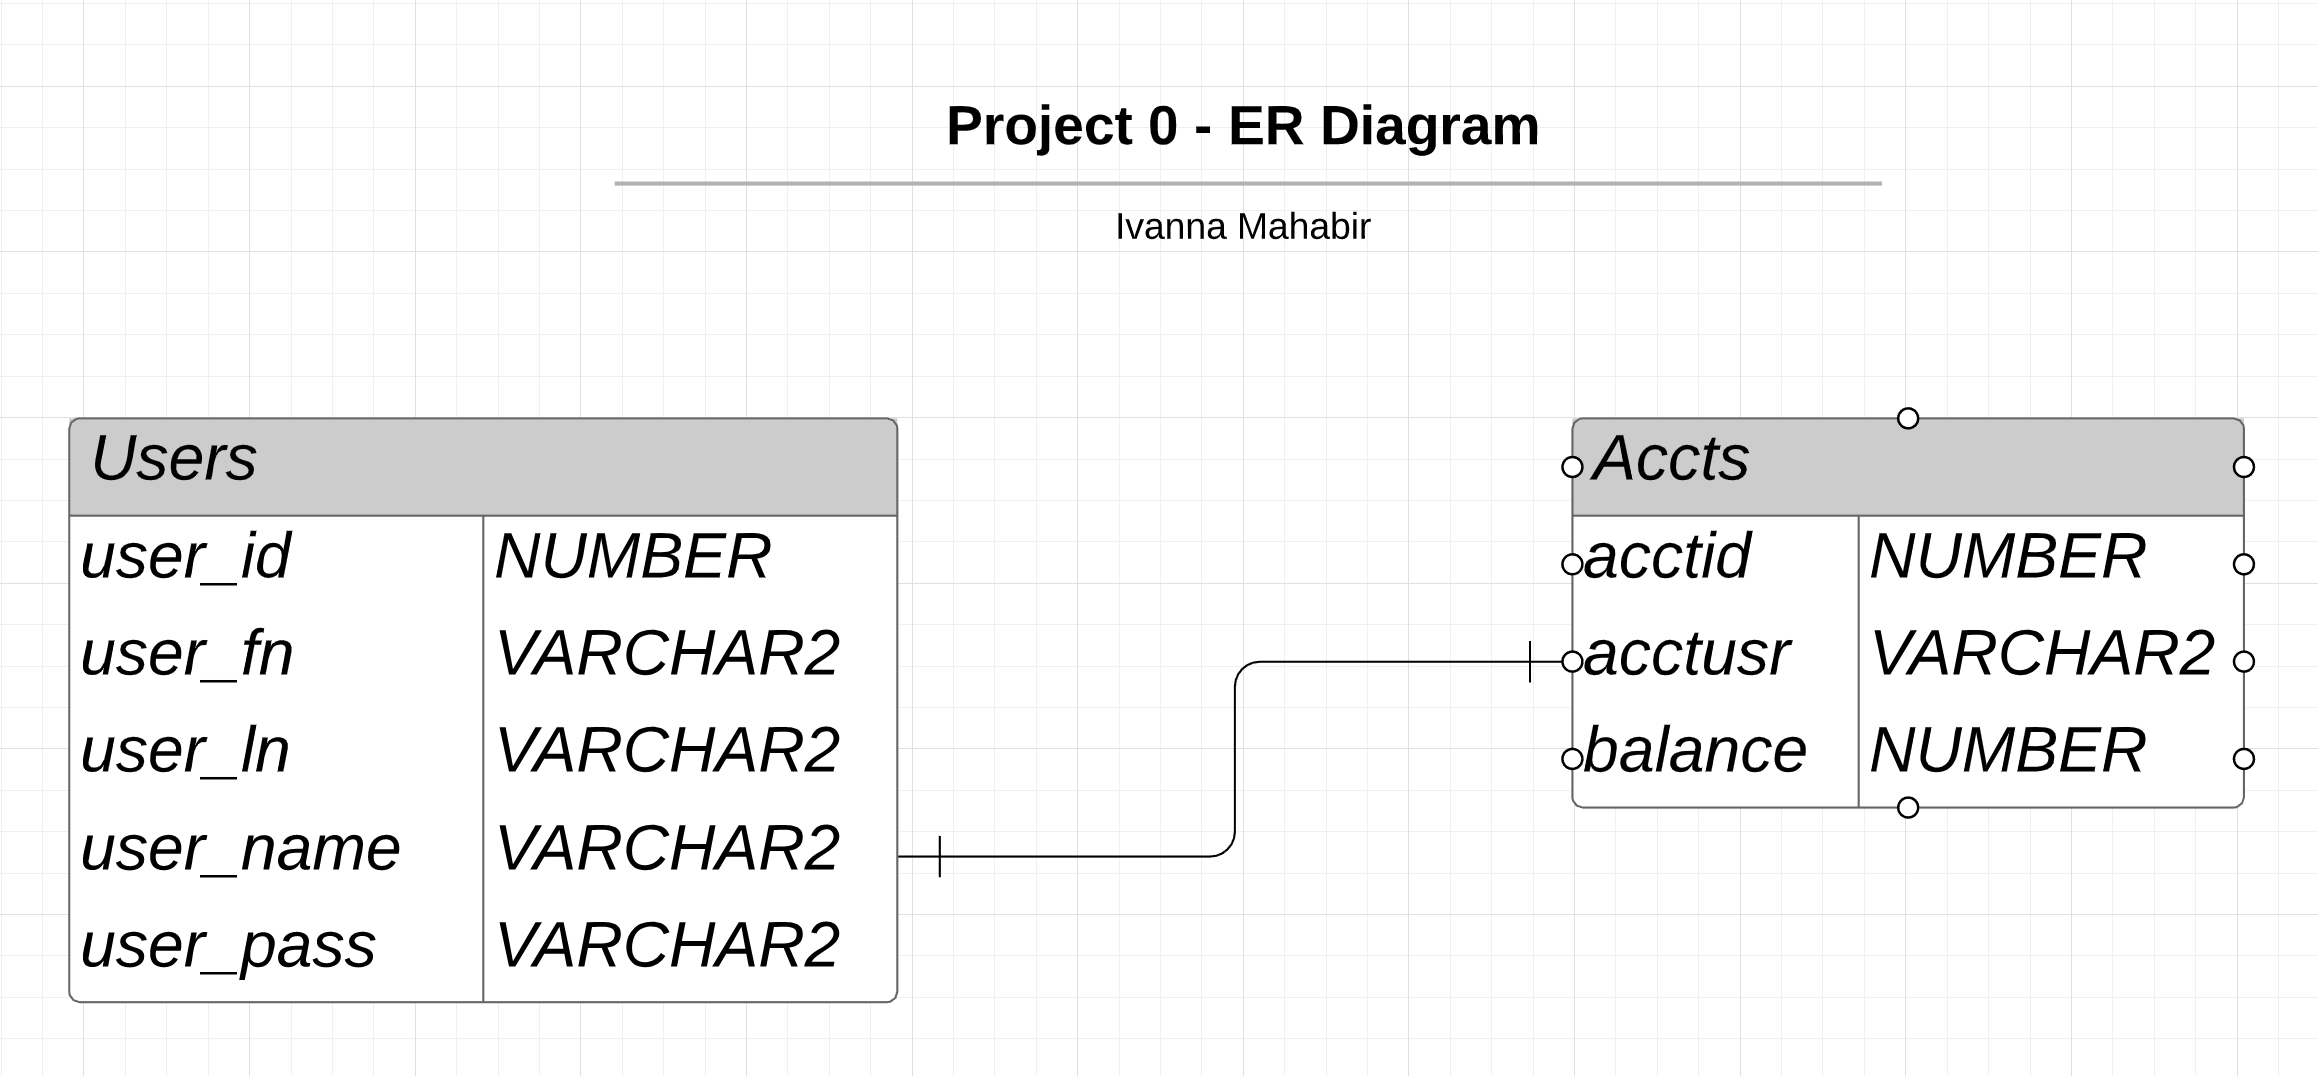 Project 0 - ER Diagram
Ivanna Mahabir
Users
user_id NUMBER
user_fn VARCHAR2
user_ln VARCHAR2
user_name VARCHAR2
user_pass VARCHAR2
Accts
acctid NUMBER
acctusr VARCHAR2
balance NUMBER